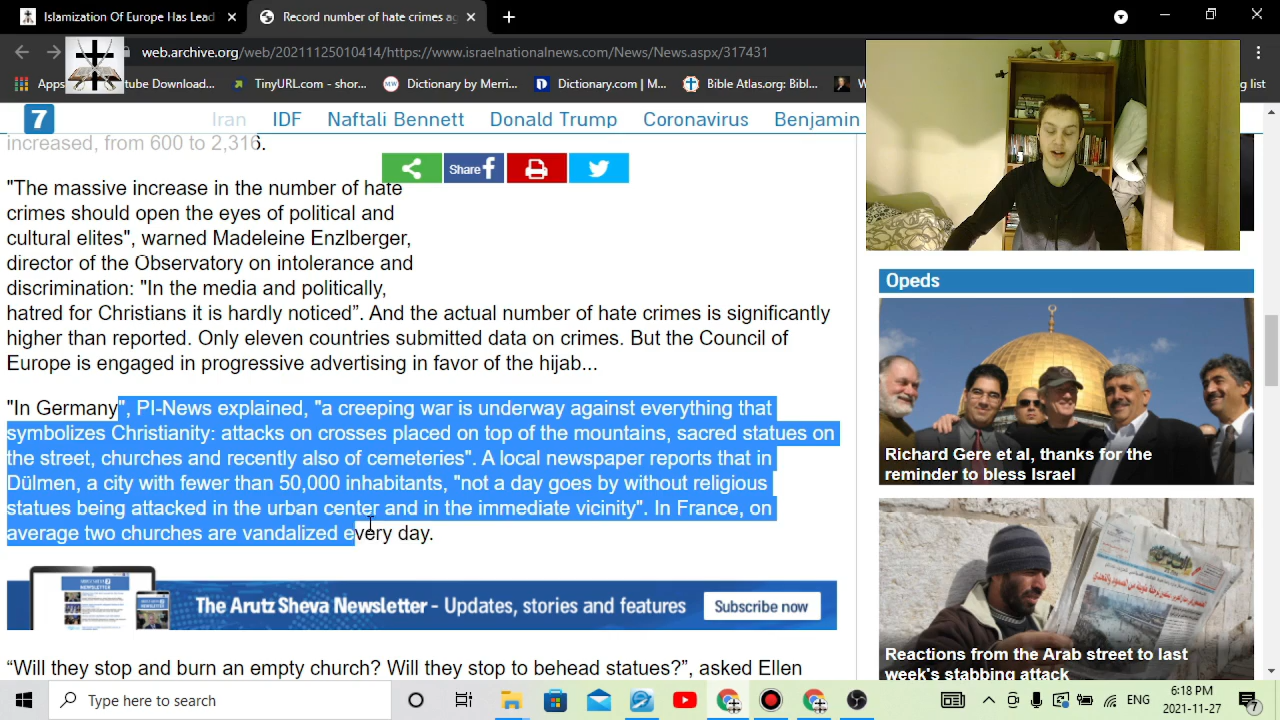 Islamization Of Europe Has Lead
Record number of hate crimes ag
web.archive.org/web/20211125010414/https://www.israelnationalnews.com/News/News.aspx/317431
Apps
tube Download...
TinyURL.com - shor...
MW
Dictionary by Merri...
D
Dictionary.com | M...
Bible Atlas.org: Bibl...
W
g list
7
Iran
IDF
Naftali Bennett
Donald Trump
Coronavirus
Benjamin
increased, from 600 to 2,316.
Share
"The massive increase in the number of hate
crimes should open the eyes of political and
cultural elites", warned Madeleine Enzlberger,
director of the Observatory on intolerance and
discrimination: "In the media and politically,
hatred for Christians it is hardly noticed”. And the actual number of hate crimes is significantly
higher than reported. Only eleven countries submitted data on crimes. But the Council of
Europe is engaged in progressive advertising in favor of the hijab...
"In Germany", PI-News explained, "a creeping war is underway against everything that
symbolizes Christianity: attacks on crosses placed on top of the mountains, sacred statues on
the street, churches and recently also of cemeteries". A local newspaper reports that in
Dülmen, a city with fewer than 50,000 inhabitants, "not a day goes by without religious
statues being attacked in the urban center and in the immediate vicinity". In France, on
average two churches are vandalized every day.
The Arutz Sheva Newsletter - Updates, stories and features
Subscribe now
“Will they stop and burn an empty church? Will they stop to behead statues?”, asked Ellen
Opeds
Richard Gere et al, thanks for the
reminder to bless Israel
Reactions from the Arab street to last
week's stabbing attack
Type here to search
ENG
6:18 PM
2021-11-27
7